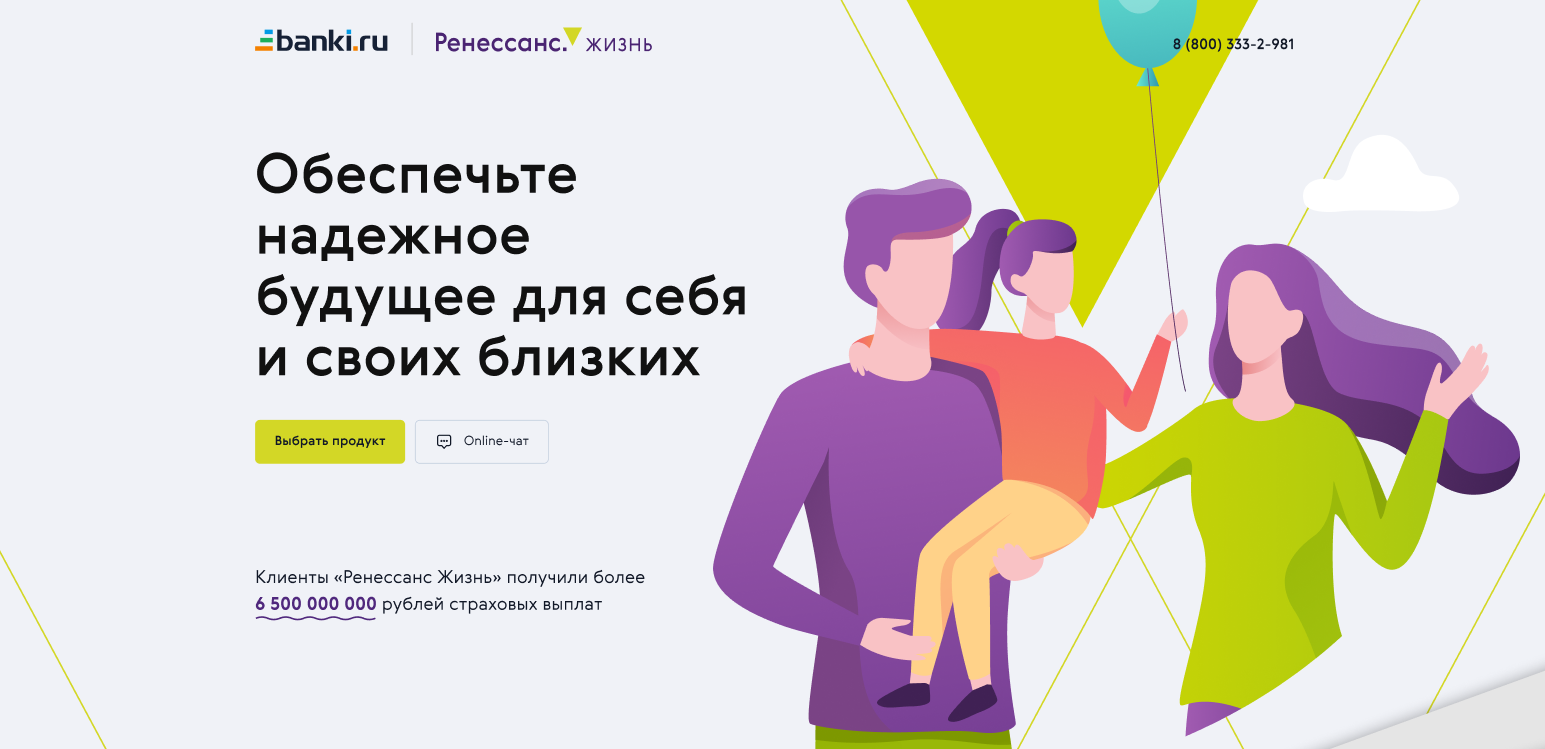 banki.ru
Ренессанс. жизнь
8 (800) 333-2-981
Обеспечьте
надежное
будущее для себя
и своих близких
Выбрать продукт
Online-чат
Клиенты «Ренессанс Жизнь» получили более
6 500 000 000 рублей страховых выплат